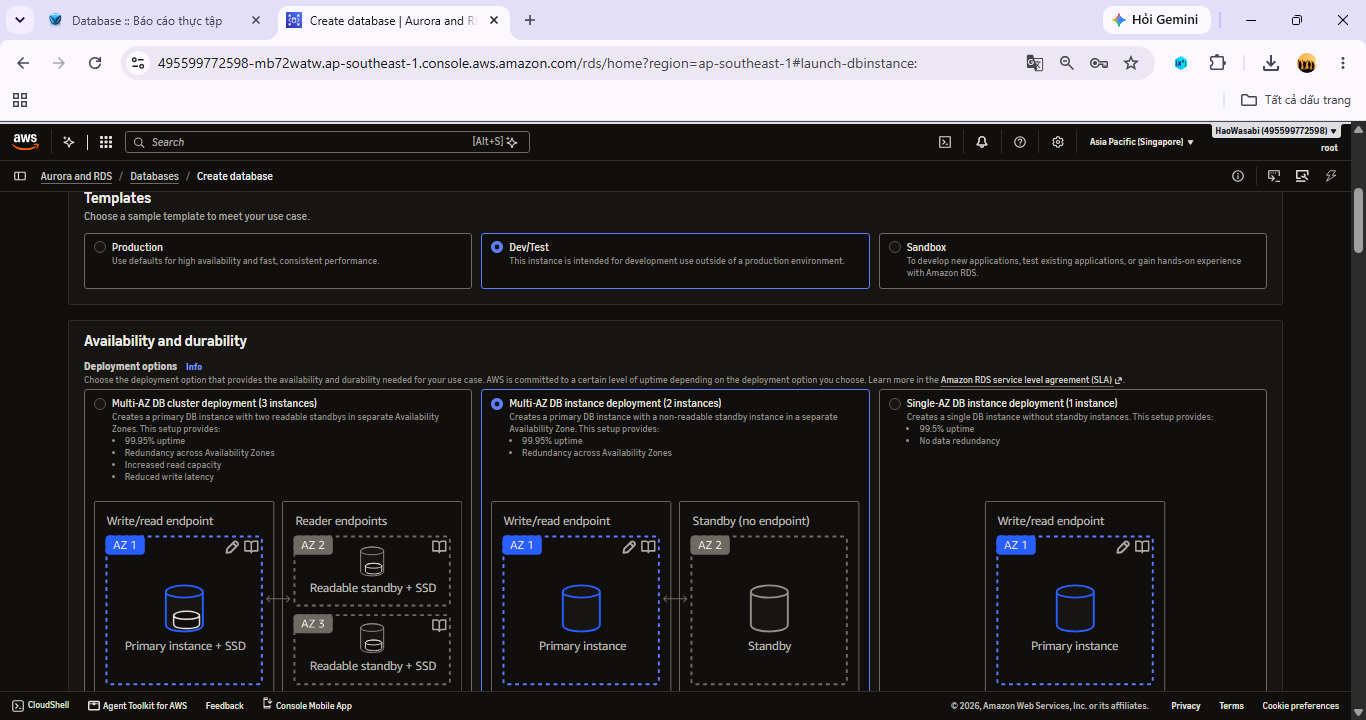 Database :: Báo cáo thực tập
Create database | Aurora and R
Hỏi Gemini
495599772598-mb72watw.ap-southeast-1.console.aws.amazon.com/rds/home?region=ap-southeast-1#launch-dbinstance:
Tất cả dấu trang
aws
Search
[Alt+S]
Asia Pacific (Singapore) ▼
HaoWasabi (495599772598) ▼
root
Aurora and RDS / Databases / Create database
Templates
Choose a sample template to meet your use case.
Production
Use defaults for high availability and fast, consistent performance.
Dev/Test
This instance is intended for development use outside of a production environment.
Sandbox
To develop new applications, test existing applications, or gain hands-on experience
with Amazon RDS.
Availability and durability
Deployment options Info
Choose the deployment option that provides the availability and durability needed for your use case. AWS is committed to a certain level of uptime depending on the deployment option you choose. Learn more in the Amazon RDS service level agreement (SLA).
Multi-AZ DB cluster deployment (3 instances)
Creates a primary DB instance with two readable standbys in separate Availability
Zones. This setup provides:
• 99.95% uptime
• Redundancy across Availability Zones
• Increased read capacity
• Reduced write latency
Write/read endpoint
AZ 1
Primary instance + SSD
Reader endpoints
AZ 2
Readable standby + SSD
AZ 3
Readable standby + SSD
Multi-AZ DB instance deployment (2 instances)
Creates a primary DB instance with a non-readable standby instance in a separate
Availability Zone. This setup provides:
• 99.95% uptime
• Redundancy across Availability Zones
Write/read endpoint
AZ 1
Primary instance
Standby (no endpoint)
AZ 2
Standby
Single-AZ DB instance deployment (1 instance)
Creates a single DB instance without standby instances. This setup provides:
• 99.5% uptime
• No data redundancy
Write/read endpoint
AZ 1
Primary instance
CloudShell
Agent Toolkit for AWS
Feedback
Console Mobile App
© 2026, Amazon Web Services, Inc. or its affiliates.
Privacy
Terms
Cookie preferences